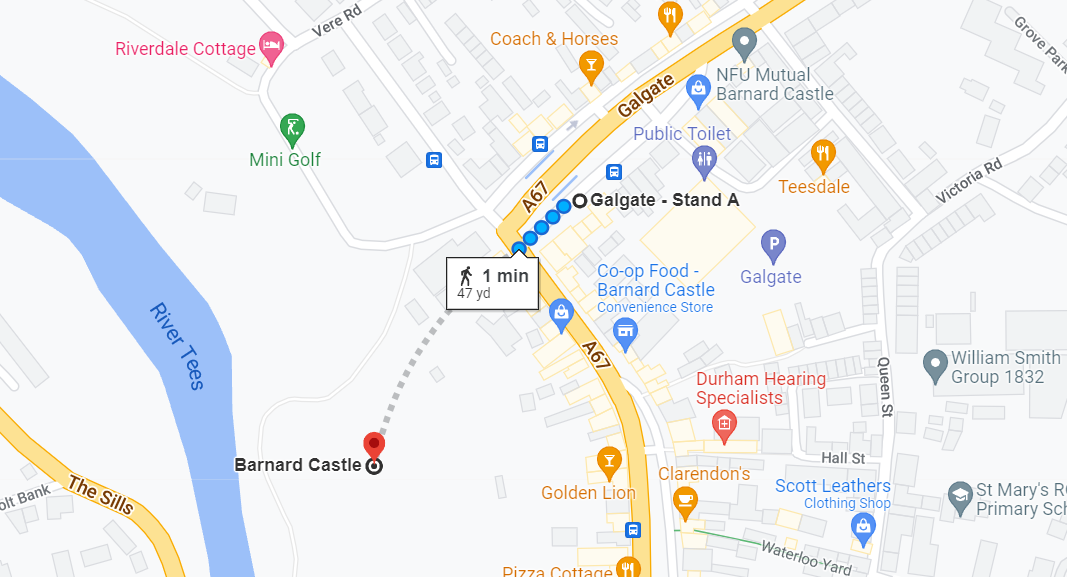 Vere Rd
Riverdale Cottage
Coach & Horses
Grove Park
NFU Mutual
Barnard Castle
Galgate
Mini Golf
Public Toilet
Teesdale
Victoria Rd
A67
Galgate - Stand A
P
Galgate
1 min
47 yd
Co-op Food -
Barnard Castle
Convenience Store
River Tees
A67
William Smith
Group 1832
Queen St
Durham Hearing
Specialists
Barnard Castle
Hall St
The Sills
olt Bank
Golden Lion
Clarendon's
Scott Leathers
Clothing Shop
St Mary's R
Primary Sch
Waterloo Yard
Pizza Cottage